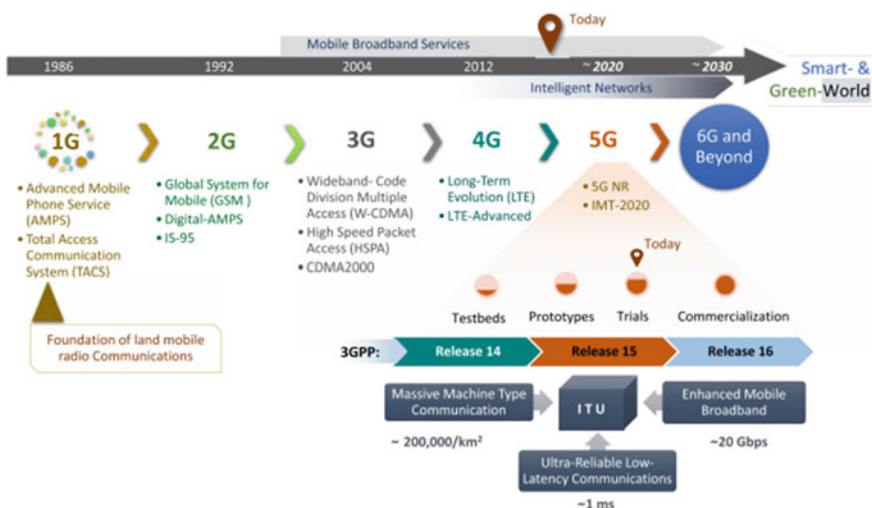 Today
Mobile Broadband Services
1986
1992
2004
2012
~ 2020
~ 2030
Smart- &
Green-World
Intelligent Networks
1G
2G
3G
4G
5G
6G and
Beyond
• Advanced Mobile
Phone Service
(AMPS)
• Total Access
Communication
System (TACS)
• Global System for
Mobile (GSM )
• Digital-AMPS
• IS-95
• Wideband- Code
Division Multiple
Access (W-CDMA)
• High Speed Packet
Access (HSPA)
• CDMA2000
• Long-Term
Evolution (LTE)
• LTE-Advanced
• 5G NR
• IMT-2020
Today
Testbeds
Prototypes
Trials
Commercialization
Foundation of land mobile
radio Communications
3GPP:
Release 14
Release 15
Release 16
Massive Machine Type
Communication
~ 200,000/km²
ITU
Enhanced Mobile
Broadband
~20 Gbps
Ultra-Reliable Low-
Latency Communications
~1 ms